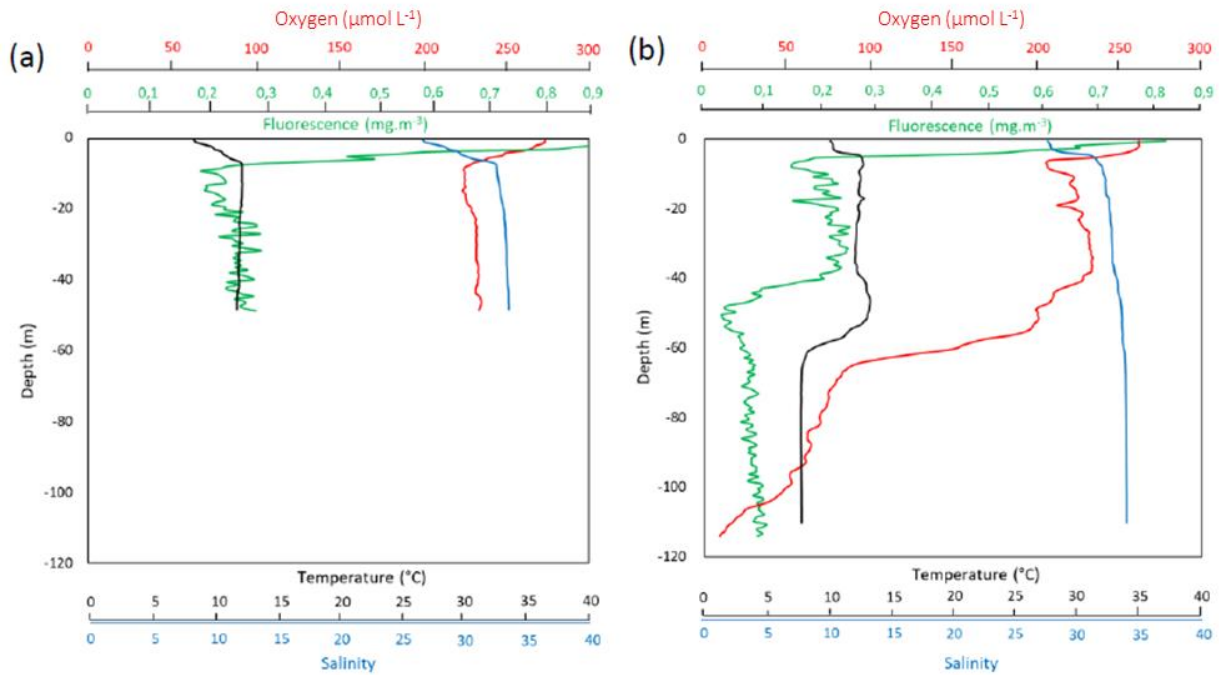 (a)
Oxygen (µmol L-1)
0 50 100 200 250 300
0 0,1 0,2 0,3 0,5 0,6 0,7 0,8 0,9
Fluorescence (mg.m-3)
0
-20
-40
-60
-80
-100
-120
Depth (m)
Temperature (°C)
0 5 10 15 20 25 30 35 40
0 5 10 15 20 25 30 35 40
Salinity
(b)
Oxygen (µmol L-1)
0 50 60 100 200 250 300
0 0,1 0,2 0,3 0,5 0,6 0,7 0,8 0,9
Fluorescence (mg.m-3)
0
-20
-40
-60
-80
-100
-120
Depth (m)
Temperature (°C)
0 5 10 15 20 25 30 35 40
0 5 10 15 20 25 30 35 40
Salinity